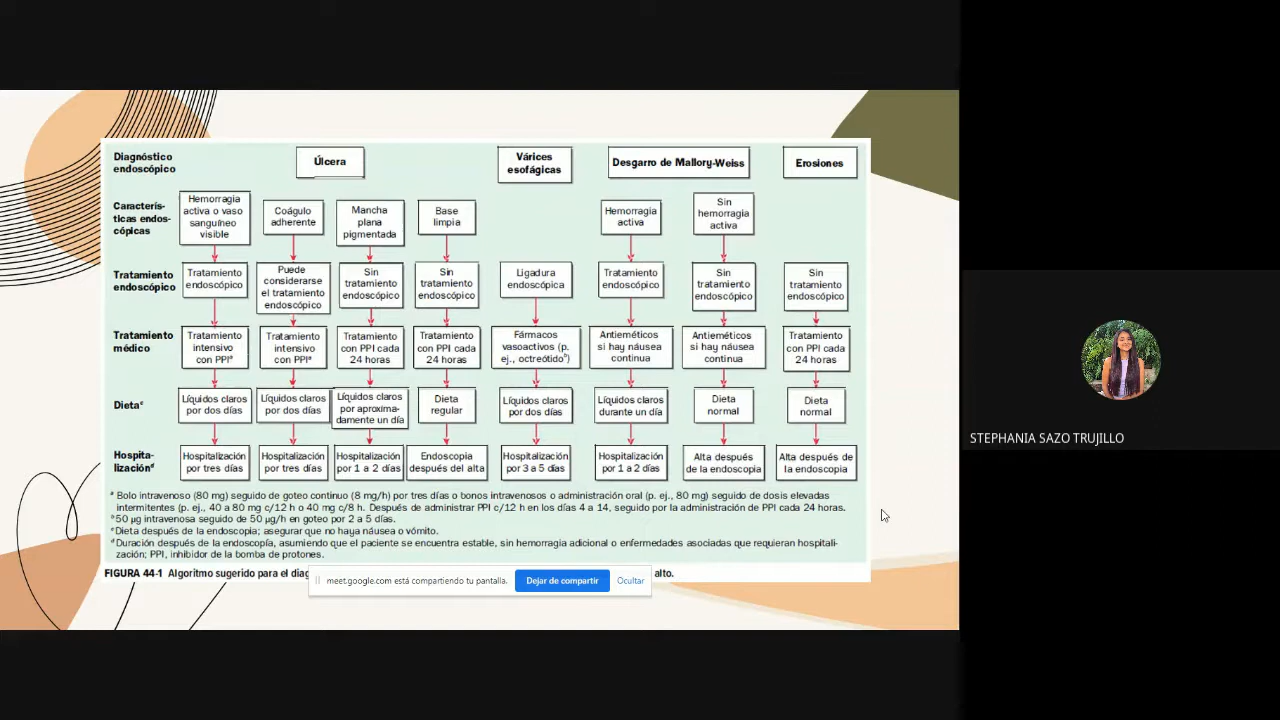 Diagnóstico
endoscópico
Úlcera
Várices
esofágicas
Desgarro de Mallory-Weiss
Erosiones
Caracterís-
ticas endos-
cópicas
Hemorragia
activa o vaso
sanguíneo
visible
Coágulo
adherente
Mancha
plana
pigmentada
Base
limpia
Hemorragia
activa
Sin
hemorragia
activa
Tratamiento
endoscópico
Tratamiento
endoscópico
Puede
considerarse
el tratamiento
endoscópico
Sin
tratamiento
endoscópico
Sin
tratamiento
endoscópico
Ligadura
endoscópica
Tratamiento
endoscópico
Sin
tratamiento
endoscópico
Sin
tratamiento
endoscópico
Tratamiento
médico
Tratamiento
intensivo
con PPIª
Tratamiento
intensivo
con PPIª
Tratamiento
con PPI cada
24 horas
Tratamiento
con PPI cada
24 horas
Fármacos
vasoactivos (p.
ej., octreótidoᵇ)
Antieméticos
si hay náusea
continua
Antieméticos
si hay náusea
continua
Tratamiento
con PPI cada
24 horas
Dietaᶜ
Líquidos claros
por dos días
Líquidos claros
por dos días
Líquidos claros
por aproxima-
damente un día
Dieta
regular
Líquidos claros
por dos días
Líquidos claros
durante un día
Dieta
normal
Dieta
normal
Hospita-
lizaciónᵈ
Hospitalización
por tres días
Hospitalización
por tres días
Hospitalización
por 1 a 2 días
Endoscopia
después del alta
Hospitalización
por 3 a 5 días
Hospitalización
por 1 a 2 días
Alta después
de la endoscopia
Alta después de
la endoscopia
ª Bolo intravenoso (80 mg) seguido de goteo continuo (8 mg/h) por tres días o bonos intravenosos o administración oral (p. ej., 80 mg) seguido de dosis elevadas
intermitentes (p. ej., 40 a 80 mg c/12 h o 40 mg c/8 h. Después de administrar PPI c/12 h en los días 4 a 14, seguido por la administración de PPI cada 24 horas.
ᵇ50 µg intravenosa seguido de 50 µg/h en goteo por 2 a 5 días.
ᶜDieta después de la endoscopia; asegurar que no haya náusea o vómito.
ᵈDuración después de la endoscopía, asumiendo que el paciente se encuentra estable, sin hemorragia adicional o enfermedades asociadas que requieran hospitali-
zación; PPI, inhibidor de la bomba de protones.
FIGURA 44-1 Algoritmo sugerido para el diag
alto.
meet.google.com está compartiendo tu pantalla.
Dejar de compartir
Ocultar
STEPHANIA SAZO TRUJILLO